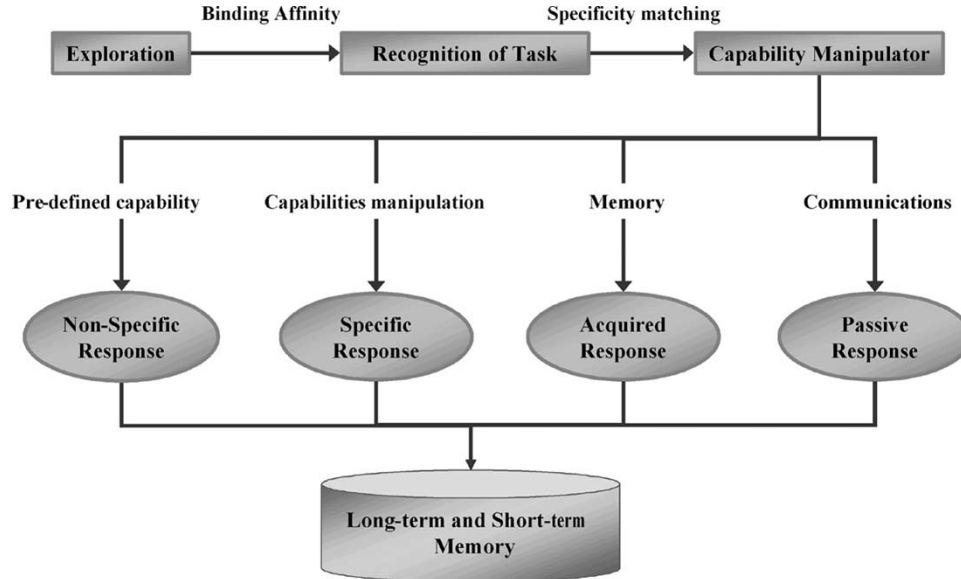 Binding Affinity
Specificity matching
Exploration
Recognition of Task
Capability Manipulator
Pre-defined capability
Capabilities manipulation
Memory
Communications
Non-Specific
Response
Specific
Response
Acquired
Response
Passive
Response
Long-term and Short-term
Memory